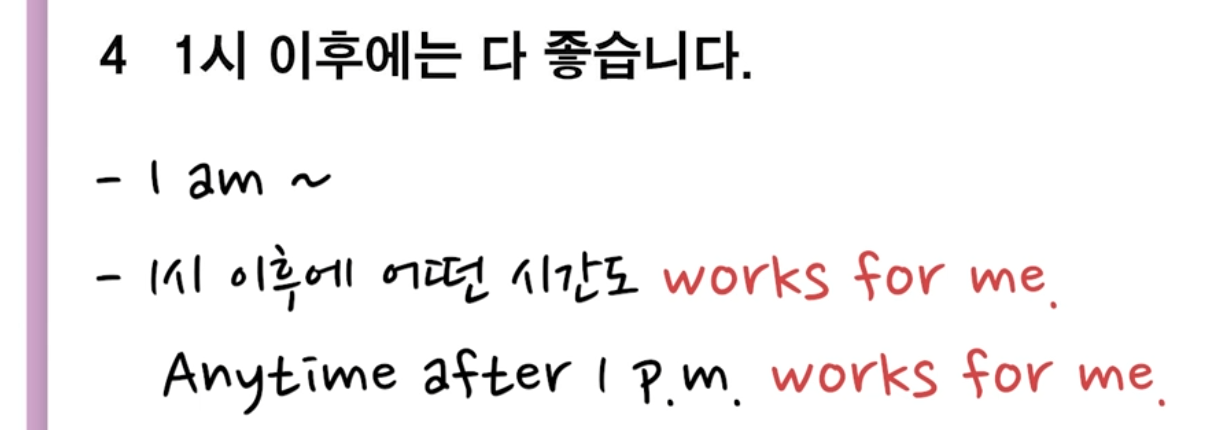 4 1시 이후에는 다 좋습니다.
- I am ~
- 1시 이후에 어떤 시간도 works for me.
Anytime after 1 p.m. works for me.